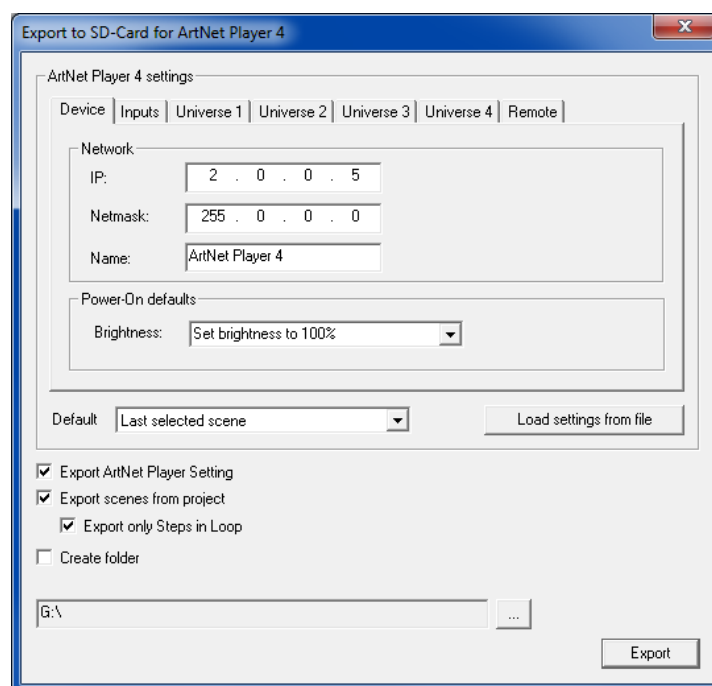 Export to SD-Card for ArtNet Player 4
ArtNet Player 4 settings
Device Inputs Universe 1 Universe 2 Universe 3 Universe 4 Remote
Network
IP: 2 . 0 . 0 . 5
Netmask: 255 . 0 . 0 . 0
Name: ArtNet Player 4
Power-On defaults
Brightness: Set brightness to 100%
Default Last selected scene Load settings from file
Export ArtNet Player Setting
Export scenes from project
Export only Steps in Loop
Create folder
G:\ ...
Export